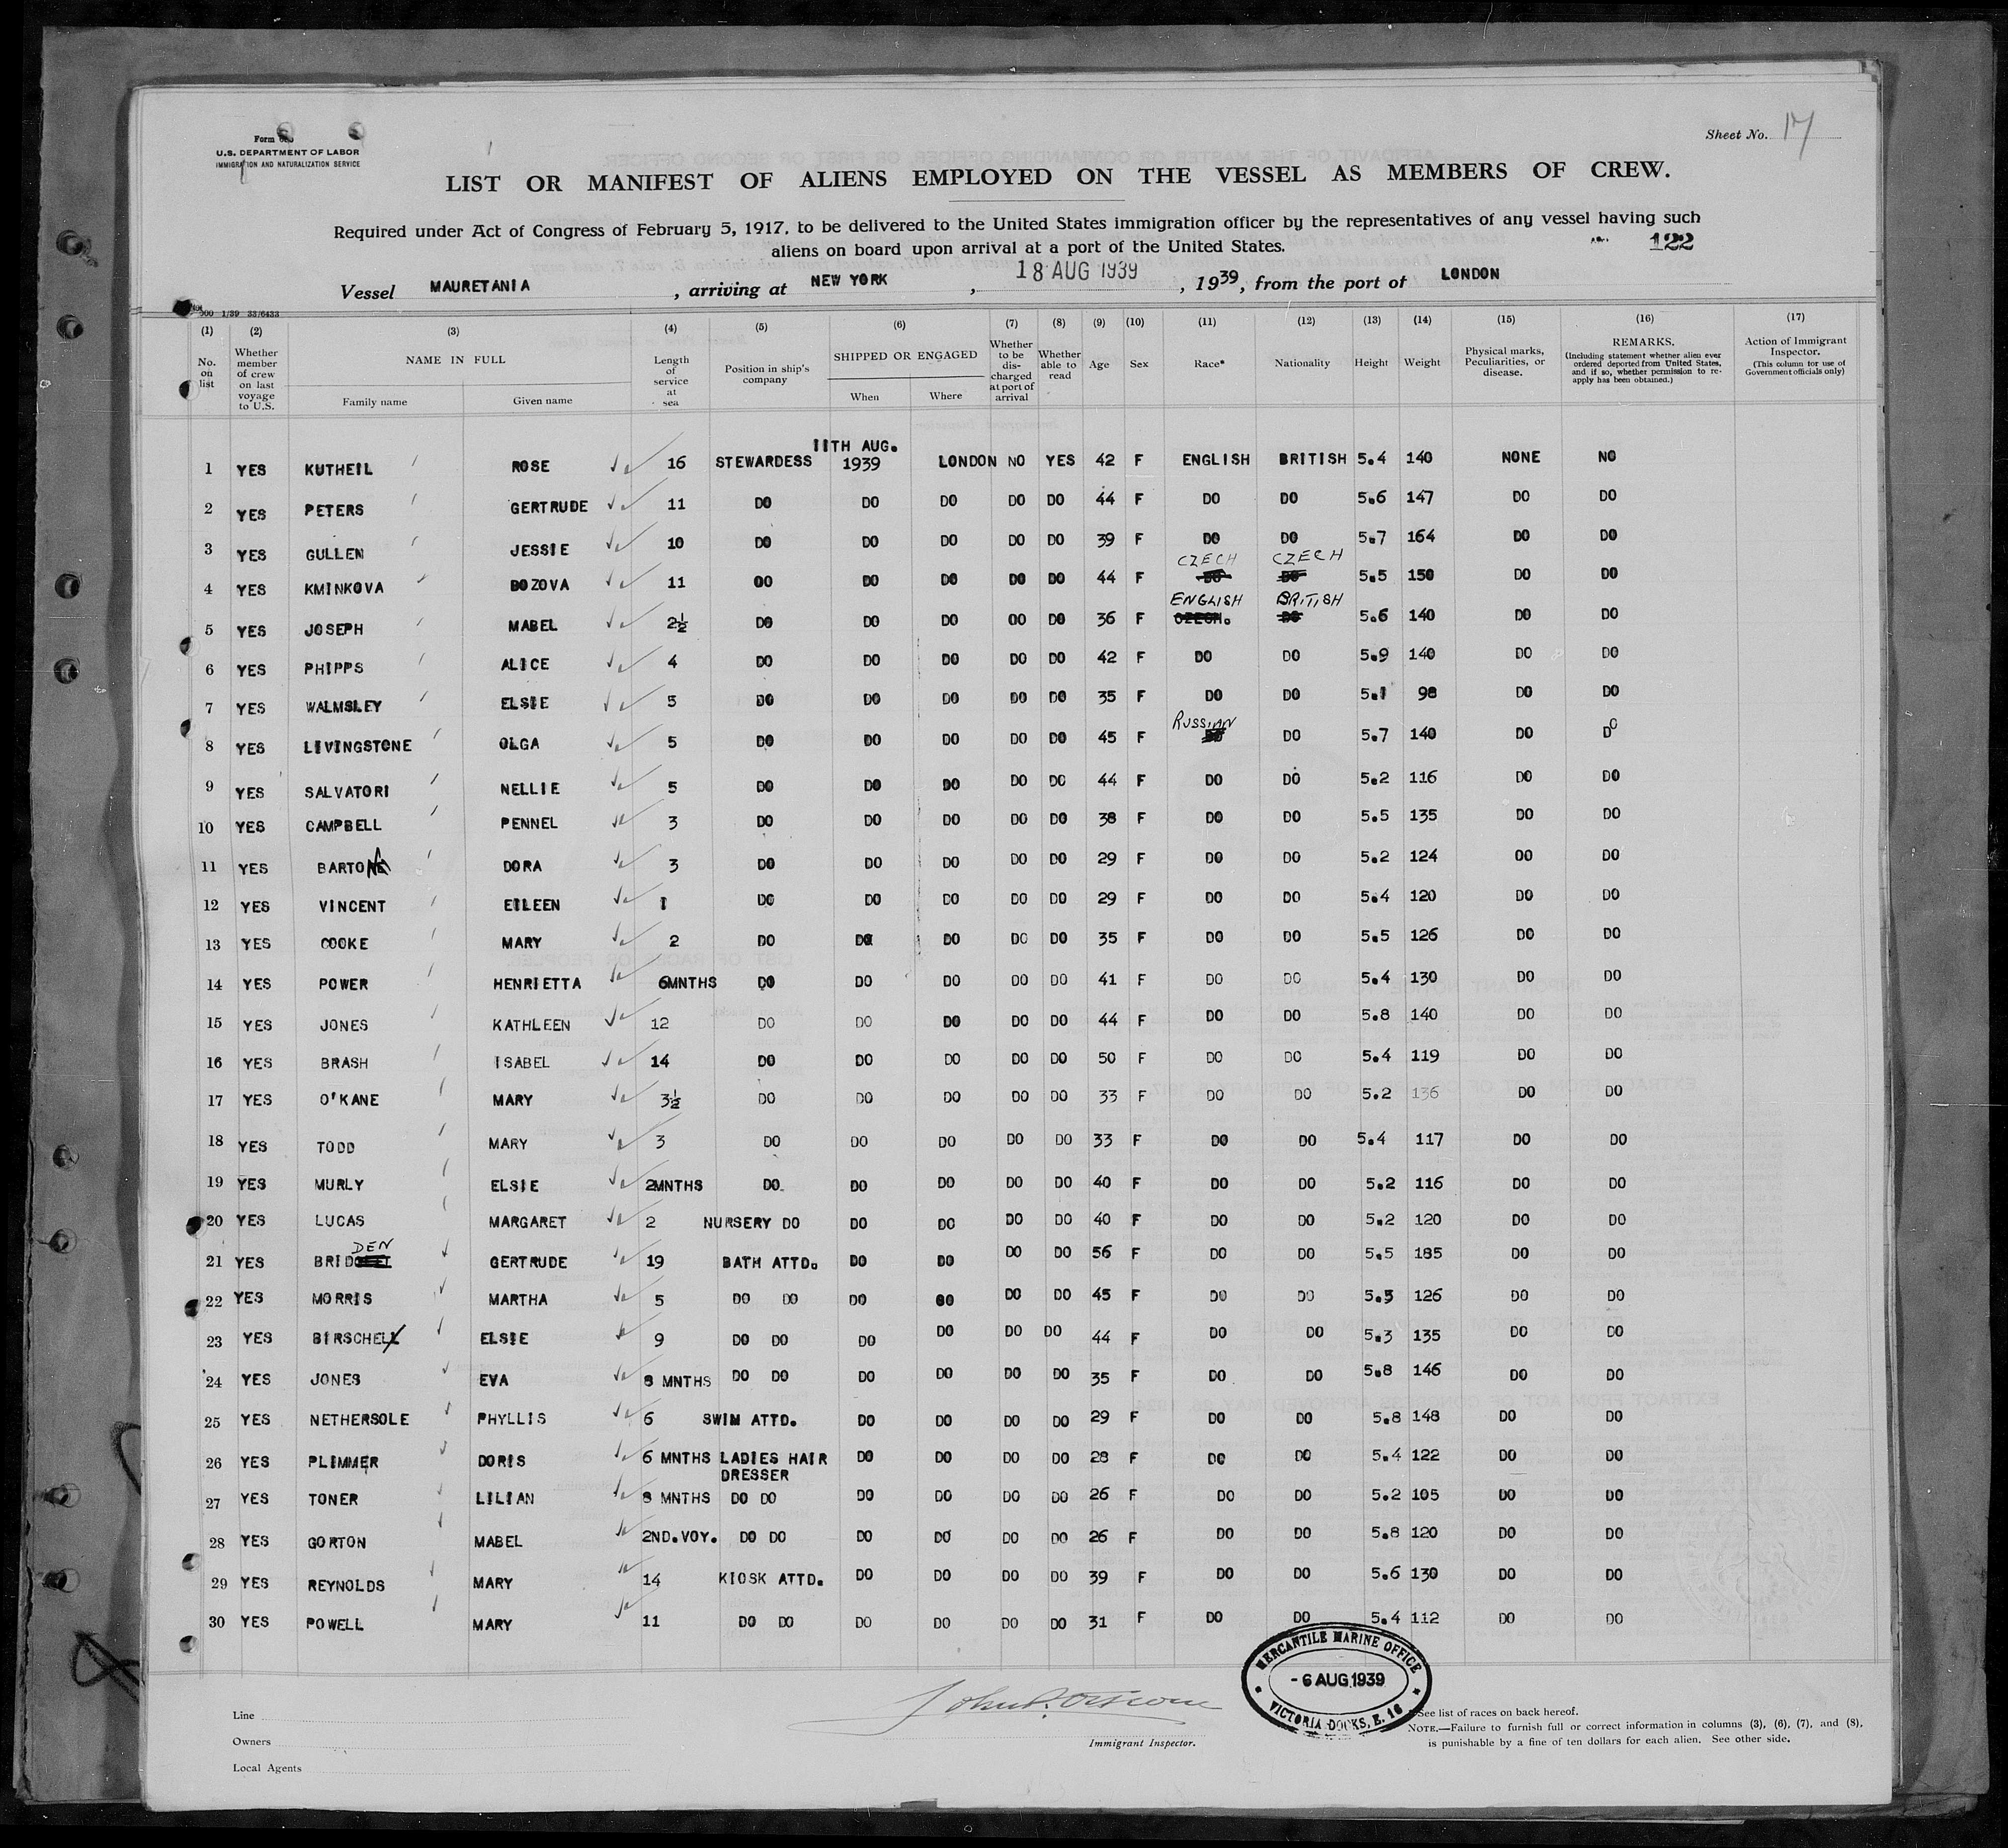 Form 680
U.S. DEPARTMENT OF LABOR
IMMIGRATION AND NATURALIZATION SERVICE
Sheet No. 17
LIST OR MANIFEST OF ALIENS EMPLOYED ON THE VESSEL AS MEMBERS OF CREW.
Required under Act of Congress of February 5, 1917, to be delivered to the United States immigration officer by the representatives of any vessel having such
aliens on board upon arrival at a port of the United States.
122
Vessel MAURETANIA, arriving at NEW YORK, 18 AUG 1939, 1939, from the port of LONDON
(1) (2) (3) (4) (5) (6) (7) (8) (9) (10) (11) (12) (13) (14) (15) (16) (17)
No. on list Whether member of crew on last voyage to U.S. NAME IN FULL Family name Given name Length of service at sea Position in ship's company SHIPPED OR ENGAGED When Where Whether to be discharged at port of arrival Whether able to read Age Sex Race* Nationality Height Weight Physical marks, Peculiarities, or disease. REMARKS. (Including statement whether alien ever ordered deported from United States, and if so, whether permission to re-apply has been obtained.) Action of Immigrant Inspector. (This column for use of Government officials only)
1 YES KUTHEIL ROSE 16 STEWARDESS 11TH AUG. 1939 LONDON NO YES 42 F ENGLISH BRITISH 5.4 140 NONE NO
2 YES PETERS GERTRUDE 11 DO DO DO DO DO 44 F DO DO 5.6 147 DO DO
3 YES GULLEN JESSIE 10 DO DO DO DO DO 39 F DO DO 5.7 164 DO DO
4 YES KMINKOVA BOZOVA 11 DO DO DO DO DO 44 F CZECH CZECH 5.5 150 DO DO
5 YES JOSEPH MABEL 2½ DO DO DO DO DO 36 F ENGLISH BRITISH 5.6 140 DO DO
6 YES PHIPPS ALICE 4 DO DO DO DO DO 42 F DO DO 5.9 140 DO DO
7 YES WALMSLEY ELSIE 5 DO DO DO DO DO 35 F DO DO 5.1 98 DO DO
8 YES LIVINGSTONE OLGA 5 DO DO DO DO DO 45 F RUSSIAN DO 5.7 140 DO DO
9 YES SALVATORI NELLIE 5 DO DO DO DO DO 44 F DO DO 5.2 116 DO DO
10 YES CAMPBELL PENNEL 3 DO DO DO DO DO 38 F DO DO 5.5 135 DO DO
11 YES BARTON DORA 3 DO DO DO DO DO 29 F DO DO 5.2 124 DO DO
12 YES VINCENT EILEEN 1 DO DO DO DO DO 29 F DO DO 5.4 120 DO DO
13 YES COOKE MARY 2 DO DO DO DO DO 35 F DO DO 5.5 126 DO DO
14 YES POWER HENRIETTA 6MNTHS DO DO DO DO DO 41 F DO DO 5.4 130 DO DO
15 YES JONES KATHLEEN 12 DO DO DO DO DO 44 F DO DO 5.8 140 DO DO
16 YES BRASH ISABEL 14 DO DO DO DO DO 50 F DO DO 5.4 119 DO DO
17 YES O'KANE MARY 3½ DO DO DO DO DO 33 F DO DO 5.2 136 DO DO
18 YES TODD MARY 3 DO DO DO DO DO 33 F DO DO 5.4 117 DO DO
19 YES MURLY ELSIE 2MNTHS DO. DO DO DO DO 40 F DO DO 5.2 116 DO DO
20 YES LUCAS MARGARET 2 NURSERY DO DO DO DO DO 40 F DO DO 5.2 120 DO DO
21 YES BRIDDEN GERTRUDE 19 BATH ATTD. DO DO DO DO 56 F DO DO 5.5 185 DO DO
22 YES MORRIS MARTHA 5 DO DO DO DO DO DO 45 F DO DO 5.3 126 DO DO
23 YES BIRSCHEL ELSIE 9 DO DO DO DO DO DO 44 F DO DO 5.3 135 DO DO
24 YES JONES EVA 8 MNTHS DO DO DO DO DO DO 35 F DO DO 5.8 146 DO DO
25 YES NETHERSOLE PHYLLIS 6 SWIM ATTD. DO DO DO DO 29 F DO DO 5.8 148 DO DO
26 YES PLIMMER DORIS 6 MNTHS LADIES HAIR DRESSER DO DO DO DO 28 F DO DO 5.4 122 DO DO
27 YES TONER LILIAN 8 MNTHS DO DO DO DO DO DO 26 F DO DO 5.2 105 DO DO
28 YES GORTON MABEL 2ND.VOY. DO DO DO DO DO DO 26 F DO DO 5.8 120 DO DO
29 YES REYNOLDS MARY 14 KIOSK ATTD. DO DO DO DO 39 F DO DO 5.6 130 DO DO
30 YES POWELL MARY 11 DO DO DO DO DO DO 31 F DO DO 5.4 112 DO DO
MERCANTILE MARINE OFFICE
-6 AUG 1939
VICTORIA DOCKS, E. 16
Line
Owners
Local Agents
Immigrant Inspector.
*See list of races on back hereof.
NOTE.—Failure to furnish full or correct information in columns (3), (6), (7), and (8),
is punishable by a fine of ten dollars for each alien. See other side.